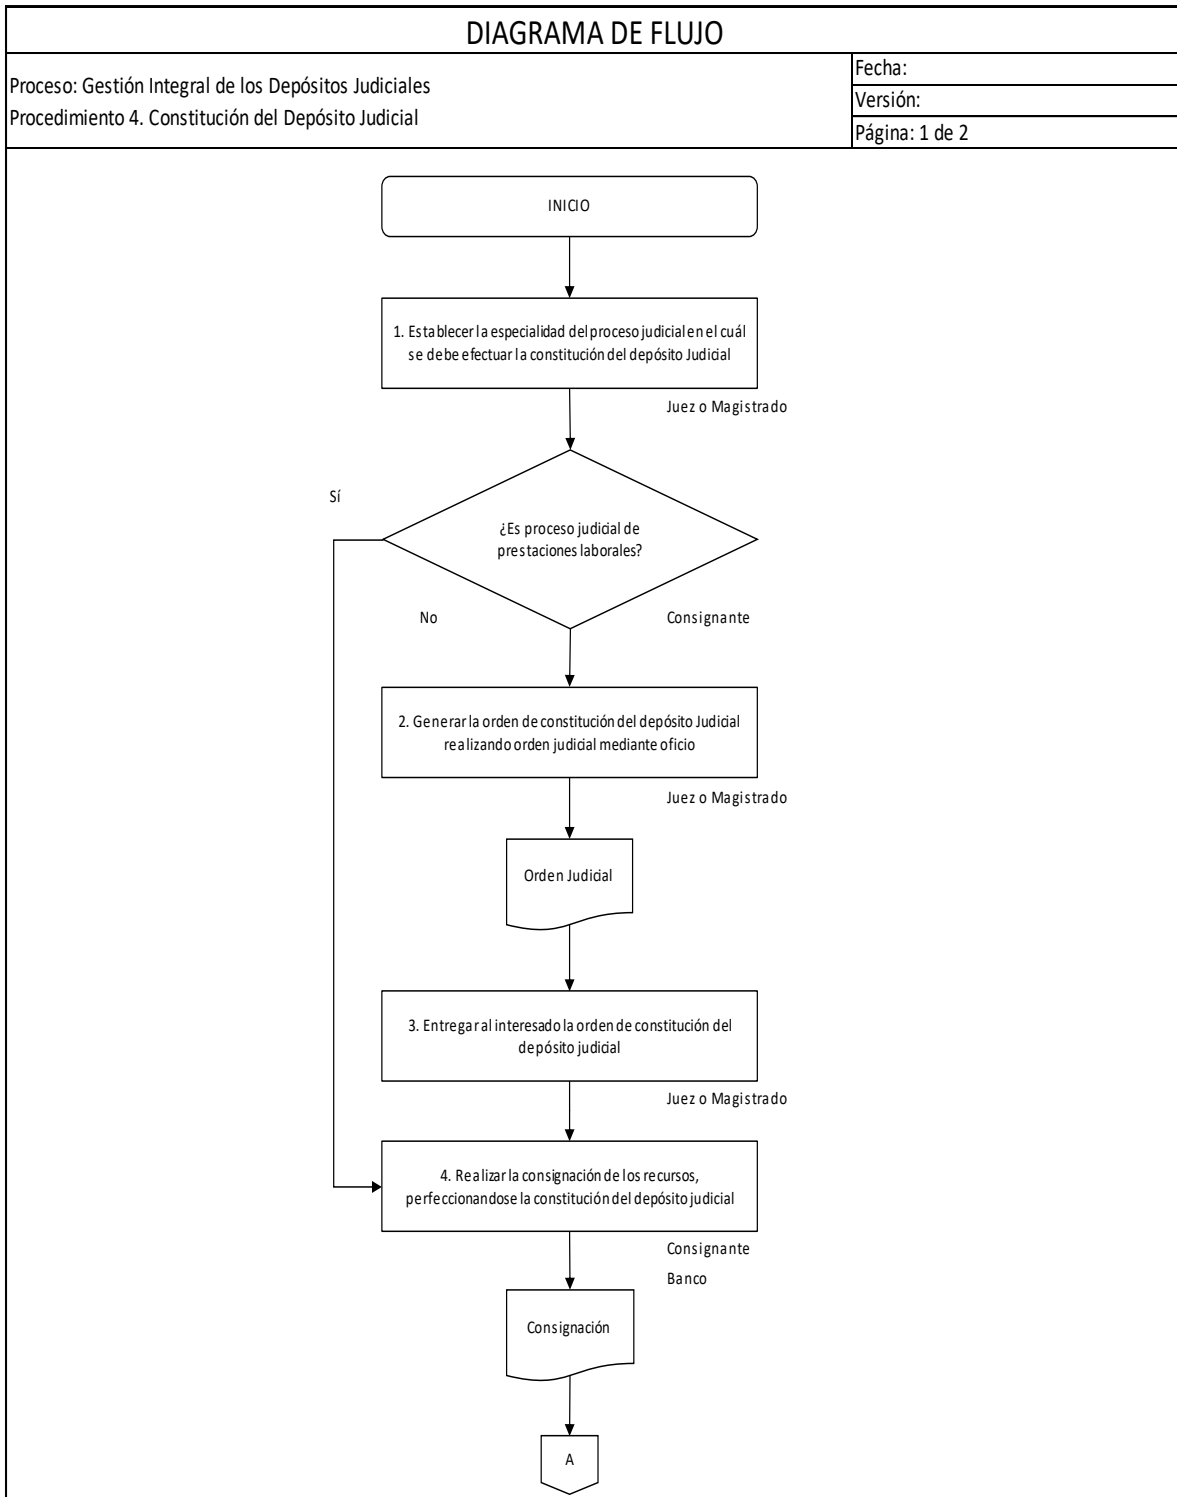 DIAGRAMA DE FLUJO
Proceso: Gestión Integral de los Depósitos Judiciales
Procedimiento 4. Constitución del Depósito Judicial
Fecha:
Versión:
Página: 1 de 2
INICIO
1. Establecer la especialidad del proceso judicial en el cuál
se debe efectuar la constitución del depósito Judicial
Juez o Magistrado
Sí
¿Es proceso judicial de
prestaciones laborales?
No
Consignante
2. Generar la orden de constitución del depósito Judicial
realizando orden judicial mediante oficio
Juez o Magistrado
Orden Judicial
3. Entregar al interesado la orden de constitución del
depósito judicial
Juez o Magistrado
4. Realizar la consignación de los recursos,
perfeccionandose la constitución del depósito judicial
Consignante
Banco
Consignación
A